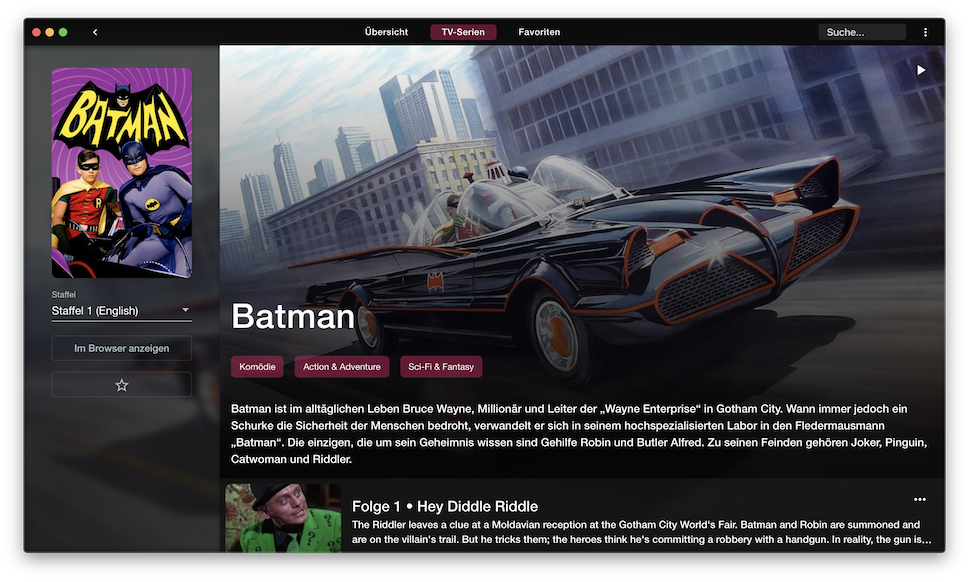 Übersicht
TV-Serien
Favoriten
Suche...
BATMAN
R
Staffel
Staffel 1 (English)
Im Browser anzeigen
Batman
Komödie
Action & Adventure
Sci-Fi & Fantasy
Batman ist im alltäglichen Leben Bruce Wayne, Millionär und Leiter der „Wayne Enterprise“ in Gotham City. Wann immer jedoch ein
Schurke die Sicherheit der Menschen bedroht, verwandelt er sich in seinem hochspezialisierten Labor in den Fledermausmann
„Batman“. Die einzigen, die um sein Geheimnis wissen sind Gehilfe Robin und Butler Alfred. Zu seinen Feinden gehören Joker, Pinguin,
Catwoman und Riddler.
Folge 1 • Hey Diddle Riddle
The Riddler leaves a clue at a Moldavian reception at the Gotham City World's Fair. Batman and Robin are summoned and
are on the villain's trail. But he tricks them; the heroes think he's committing a robbery with a handgun. In reality, the gun is…